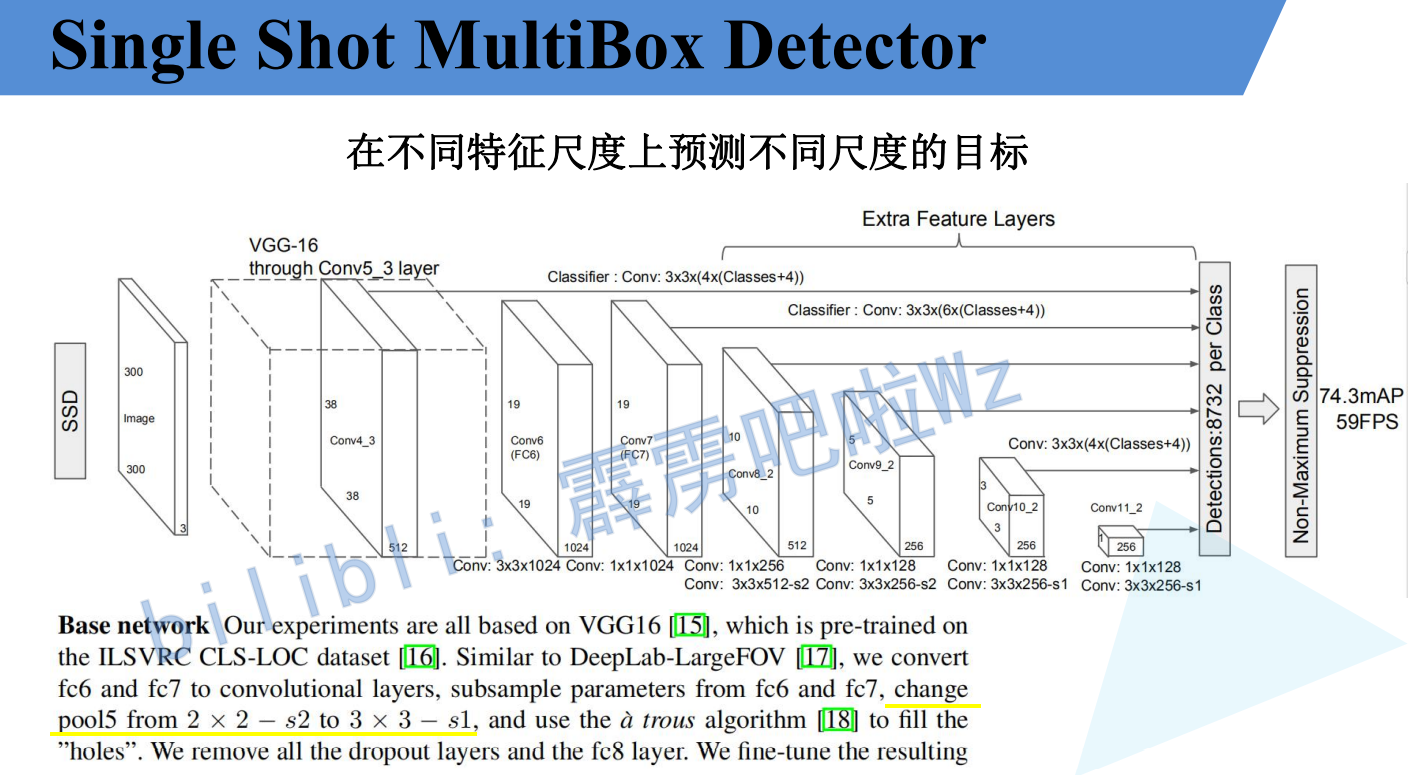 Single Shot MultiBox Detector
在不同特征尺度上预测不同尺度的目标
Extra Feature Layers
VGG-16
through Conv5_3 layer
Classifier : Conv: 3x3x(4x(Classes+4))
Classifier : Conv: 3x3x(6x(Classes+4))
SSD
300
Image
300
3
38
Conv4_3
38
512
19
Conv6
(FC6)
19
1024
19
Conv7
(FC7)
19
1024
10
Conv8_2
10
512
5
Conv9_2
5
256
Conv: 3x3x(4x(Classes+4))
3
Conv10_2
3
256
Conv11_2
1
256
Detections:8732 per Class
Non-Maximum Suppression
74.3mAP
59FPS
Conv: 3x3x1024
Conv: 1x1x1024
Conv: 1x1x256
Conv: 3x3x512-s2
Conv: 1x1x128
Conv: 3x3x256-s2
Conv: 1x1x128
Conv: 3x3x256-s1
Conv: 1x1x128
Conv: 3x3x256-s1
bilibli: 霹雳吧啦Wz
Base network Our experiments are all based on VGG16 [15], which is pre-trained on
the ILSVRC CLS-LOC dataset [16]. Similar to DeepLab-LargeFOV [17], we convert
fc6 and fc7 to convolutional layers, subsample parameters from fc6 and fc7, change
pool5 from 2 × 2 − s2 to 3 × 3 − s1, and use the à trous algorithm [18] to fill the
”holes”. We remove all the dropout layers and the fc8 layer. We fine-tune the resulting